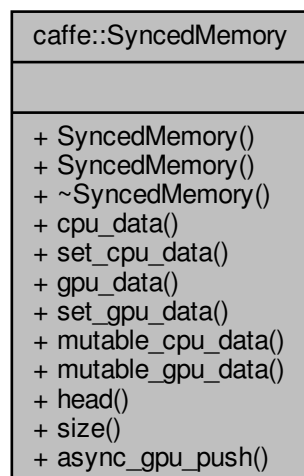 caffe::SyncedMemory
+ SyncedMemory()
+ SyncedMemory()
+ ~SyncedMemory()
+ cpu_data()
+ set_cpu_data()
+ gpu_data()
+ set_gpu_data()
+ mutable_cpu_data()
+ mutable_gpu_data()
+ head()
+ size()
+ async_gpu_push()